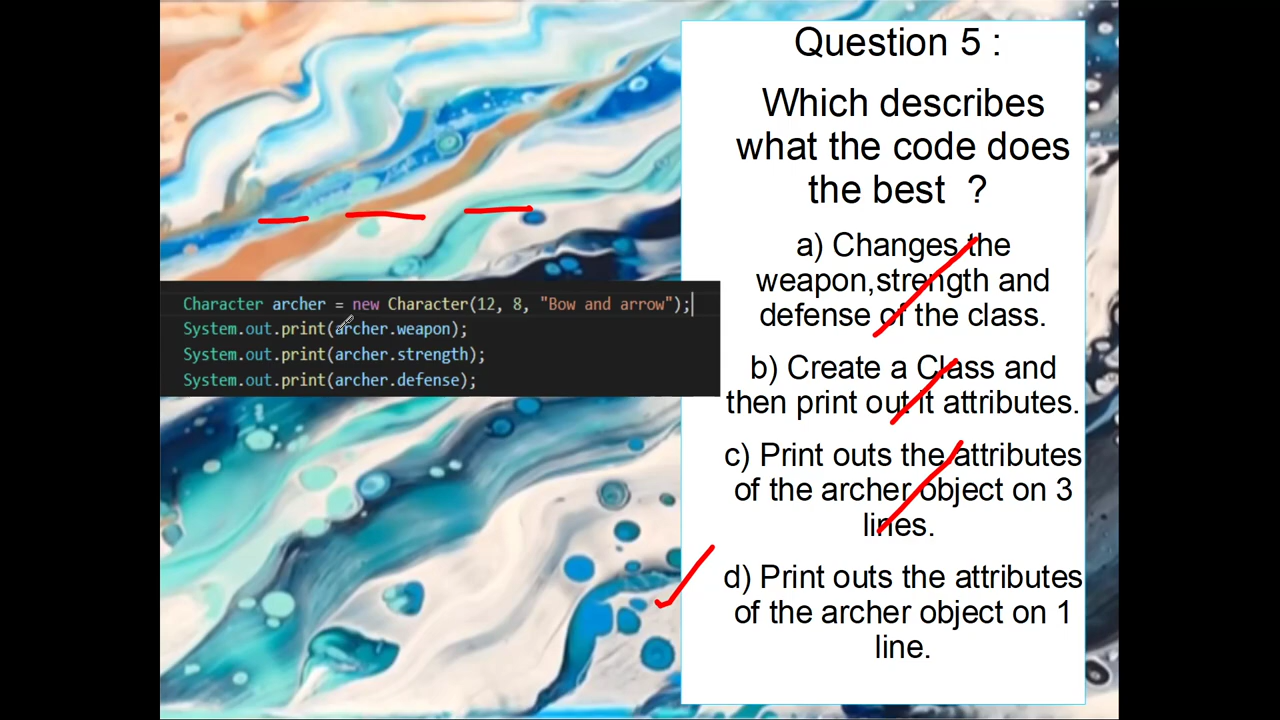 Question 5 :
Which describes
what the code does
the best ?
a) Changes the
weapon,strength and
defense of the class.
b) Create a Class and
then print out it attributes.
c) Print outs the attributes
of the archer object on 3
lines.
d) Print outs the attributes
of the archer object on 1
line.
Character archer = new Character(12, 8, "Bow and arrow");
System.out.print(archer.weapon);
System.out.print(archer.strength);
System.out.print(archer.defense);